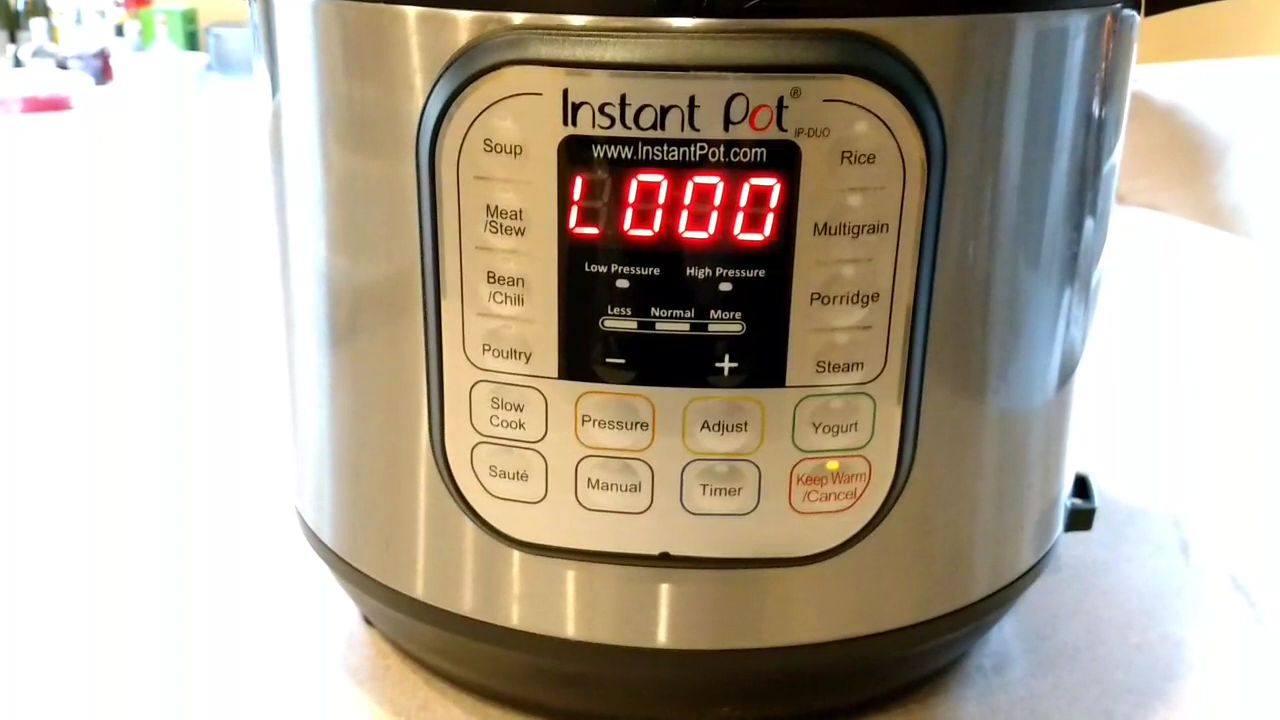 Instant Pot®
IP-DUO
www.InstantPot.com
L000
Low Pressure High Pressure
Less Normal More
− +
Soup
Meat
/Stew
Bean
/Chili
Poultry
Rice
Multigrain
Porridge
Steam
Slow
Cook
Pressure
Adjust
Yogurt
Sauté
Manual
Timer
Keep Warm
/Cancel